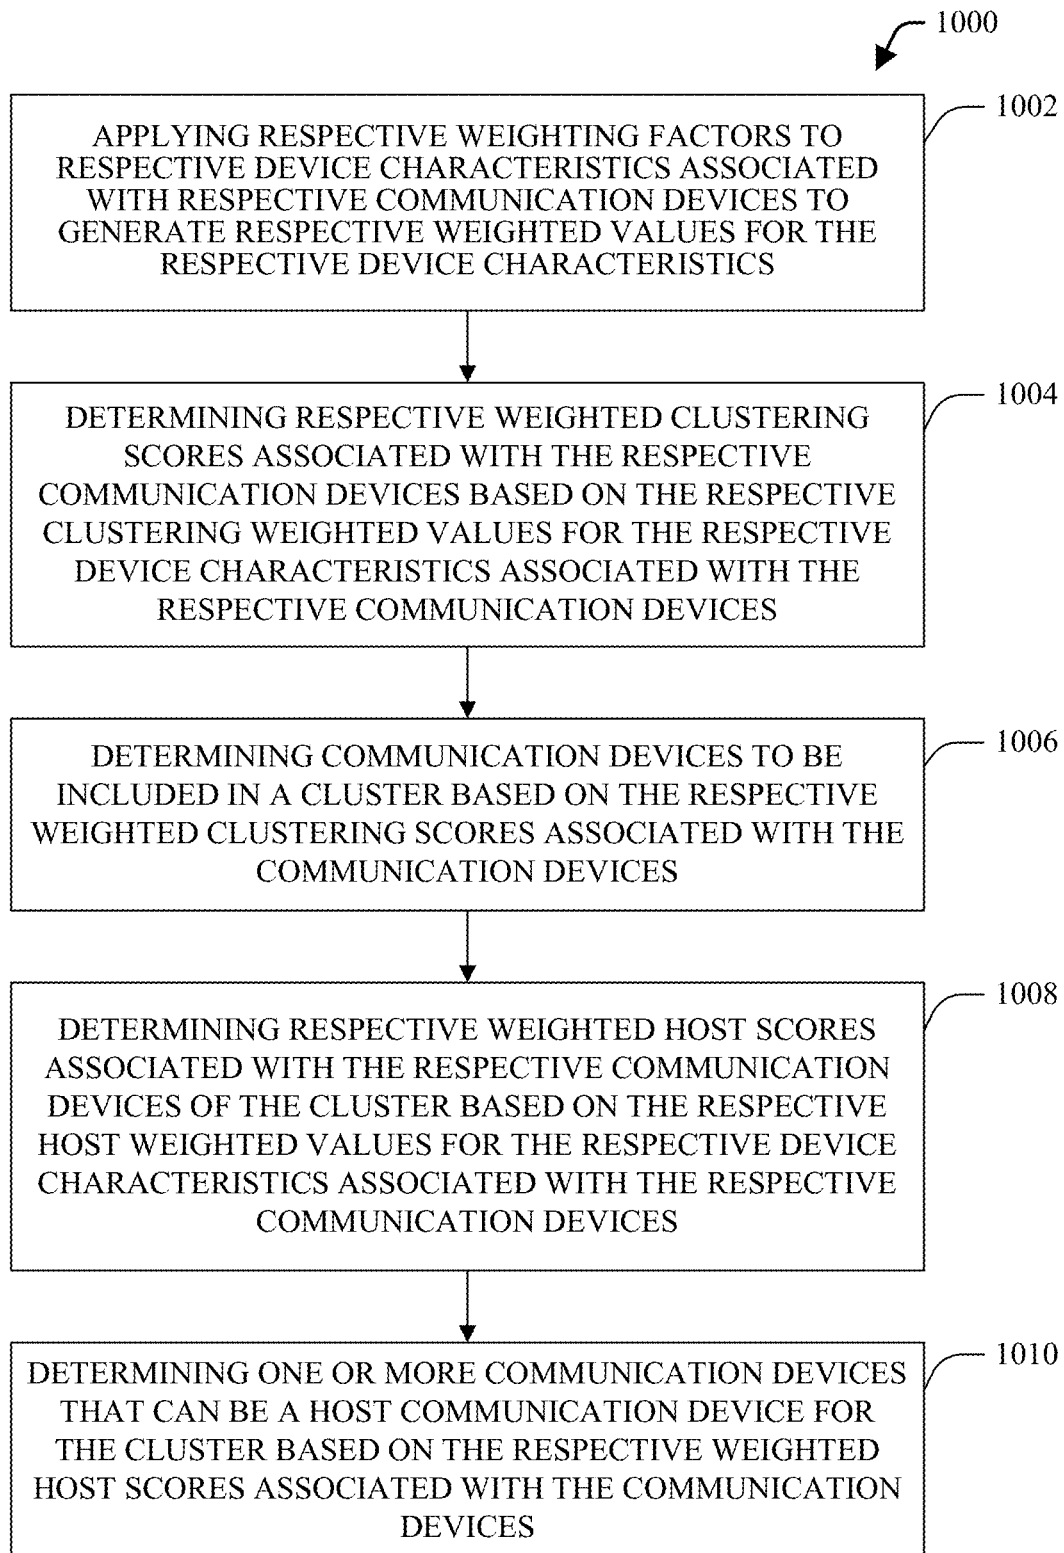 1000
1002
APPLYING RESPECTIVE WEIGHTING FACTORS TO
RESPECTIVE DEVICE CHARACTERISTICS ASSOCIATED
WITH RESPECTIVE COMMUNICATION DEVICES TO
GENERATE RESPECTIVE WEIGHTED VALUES FOR THE
RESPECTIVE DEVICE CHARACTERISTICS
1004
DETERMINING RESPECTIVE WEIGHTED CLUSTERING
SCORES ASSOCIATED WITH THE RESPECTIVE
COMMUNICATION DEVICES BASED ON THE RESPECTIVE
CLUSTERING WEIGHTED VALUES FOR THE RESPECTIVE
DEVICE CHARACTERISTICS ASSOCIATED WITH THE
RESPECTIVE COMMUNICATION DEVICES
1006
DETERMINING COMMUNICATION DEVICES TO BE
INCLUDED IN A CLUSTER BASED ON THE RESPECTIVE
WEIGHTED CLUSTERING SCORES ASSOCIATED WITH THE
COMMUNICATION DEVICES
1008
DETERMINING RESPECTIVE WEIGHTED HOST SCORES
ASSOCIATED WITH THE RESPECTIVE COMMUNICATION
DEVICES OF THE CLUSTER BASED ON THE RESPECTIVE
HOST WEIGHTED VALUES FOR THE RESPECTIVE DEVICE
CHARACTERISTICS ASSOCIATED WITH THE RESPECTIVE
COMMUNICATION DEVICES
1010
DETERMINING ONE OR MORE COMMUNICATION DEVICES
THAT CAN BE A HOST COMMUNICATION DEVICE FOR
THE CLUSTER BASED ON THE RESPECTIVE WEIGHTED
HOST SCORES ASSOCIATED WITH THE COMMUNICATION
DEVICES